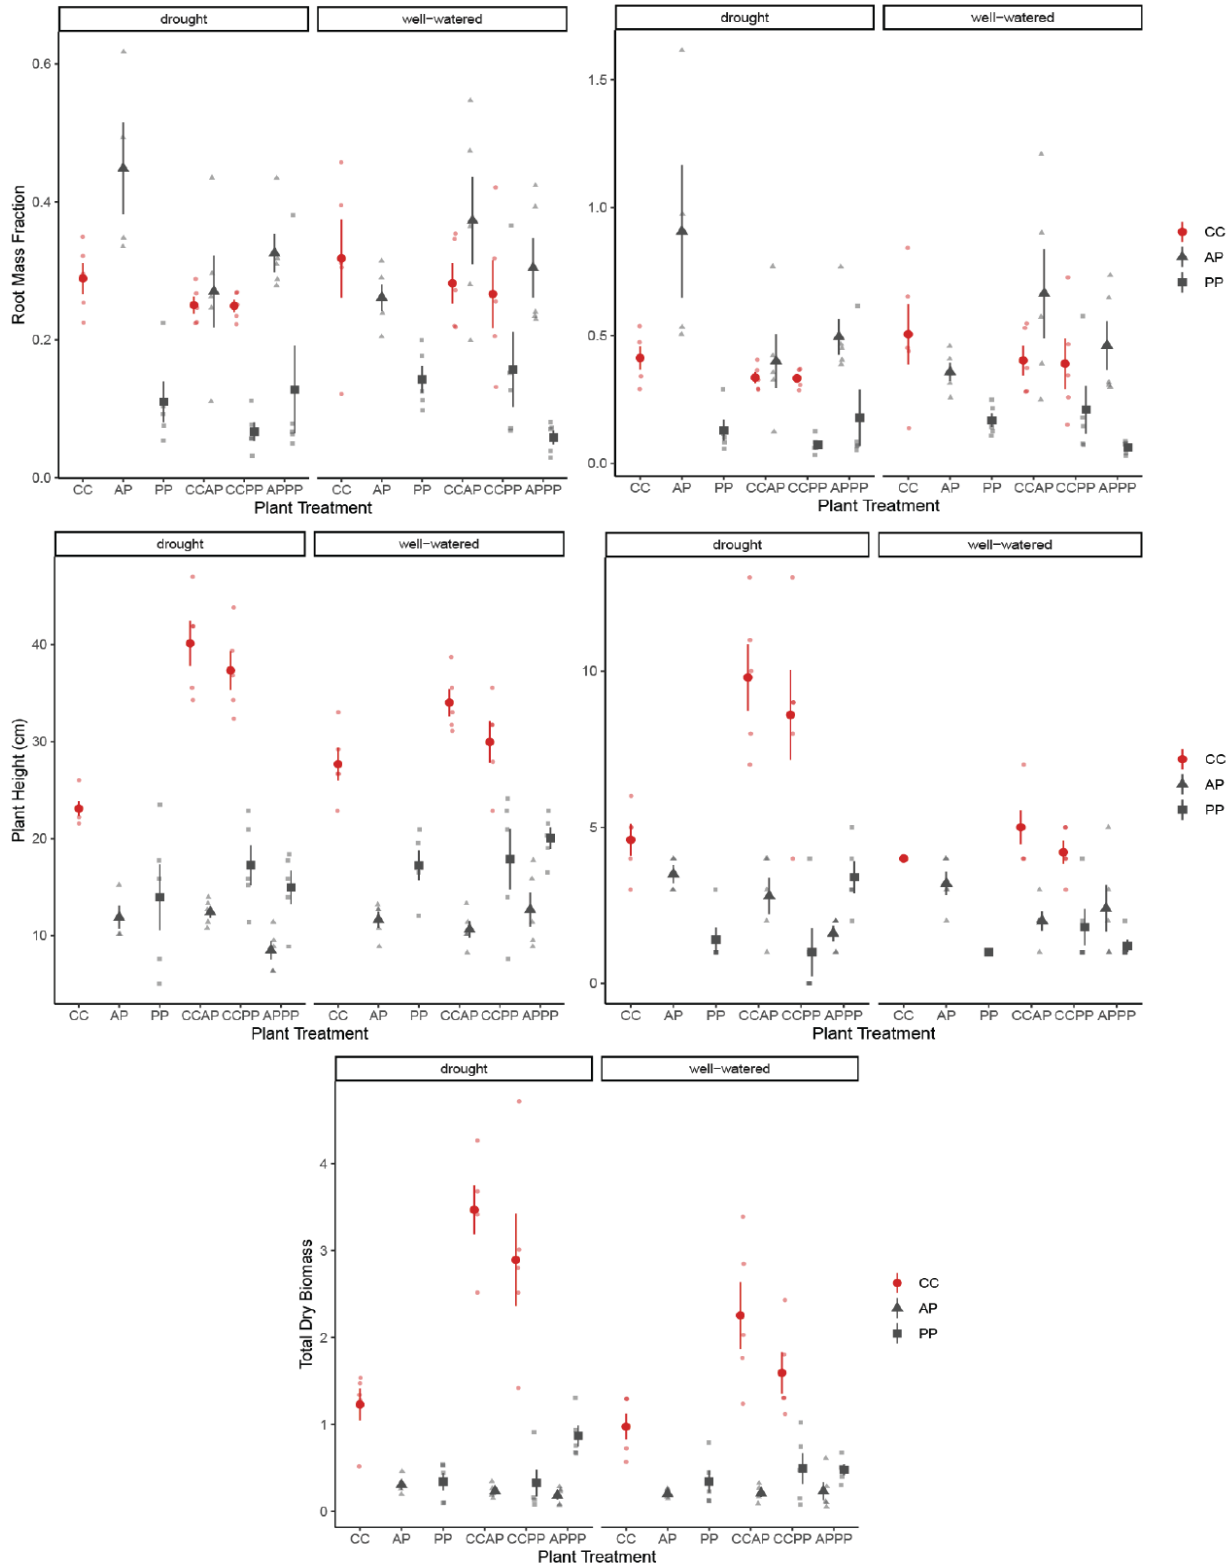 drought well-watered
0.6
0.4
0.2
0.0
Root Mass Fraction
CC AP PP CCAP CCPP APPP CC AP PP CCAP CCPP APPP
Plant Treatment
drought well-watered
1.5
1.0
0.5
0.0
CC AP PP CCAP CCPP APPP CC AP PP CCAP CCPP APPP
Plant Treatment
CC
AP
PP
drought well-watered
40
30
20
10
Plant Height (cm)
CC AP PP CCAP CCPP APPP CC AP PP CCAP CCPP APPP
Plant Treatment
drought well-watered
10
5
0
CC AP PP CCAP CCPP APPP CC AP PP CCAP CCPP APPP
Plant Treatment
CC
AP
PP
drought well-watered
4
3
2
1
0
Total Dry Biomass
CC AP PP CCAP CCPP APPP CC AP PP CCAP CCPP APPP
Plant Treatment
CC
AP
PP